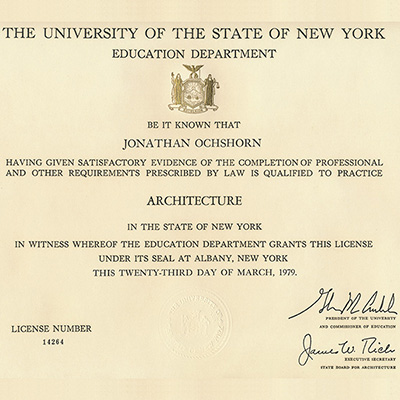 THE UNIVERSITY OF THE STATE OF NEW YORK
EDUCATION DEPARTMENT
BE IT KNOWN THAT
JONATHAN OCHSHORN
HAVING GIVEN SATISFACTORY EVIDENCE OF THE COMPLETION OF PROFESSIONAL
AND OTHER REQUIREMENTS PRESCRIBED BY LAW IS QUALIFIED TO PRACTICE
ARCHITECTURE
IN THE STATE OF NEW YORK
IN WITNESS WHEREOF THE EDUCATION DEPARTMENT GRANTS THIS LICENSE
UNDER ITS SEAL AT ALBANY, NEW YORK
THIS TWENTY-THIRD DAY OF MARCH, 1979.
PRESIDENT OF THE UNIVERSITY
AND COMMISSIONER OF EDUCATION
LICENSE NUMBER
14264
James W.
EXECUTIVE SECRETARY
STATE BOARD FOR ARCHITECTURE